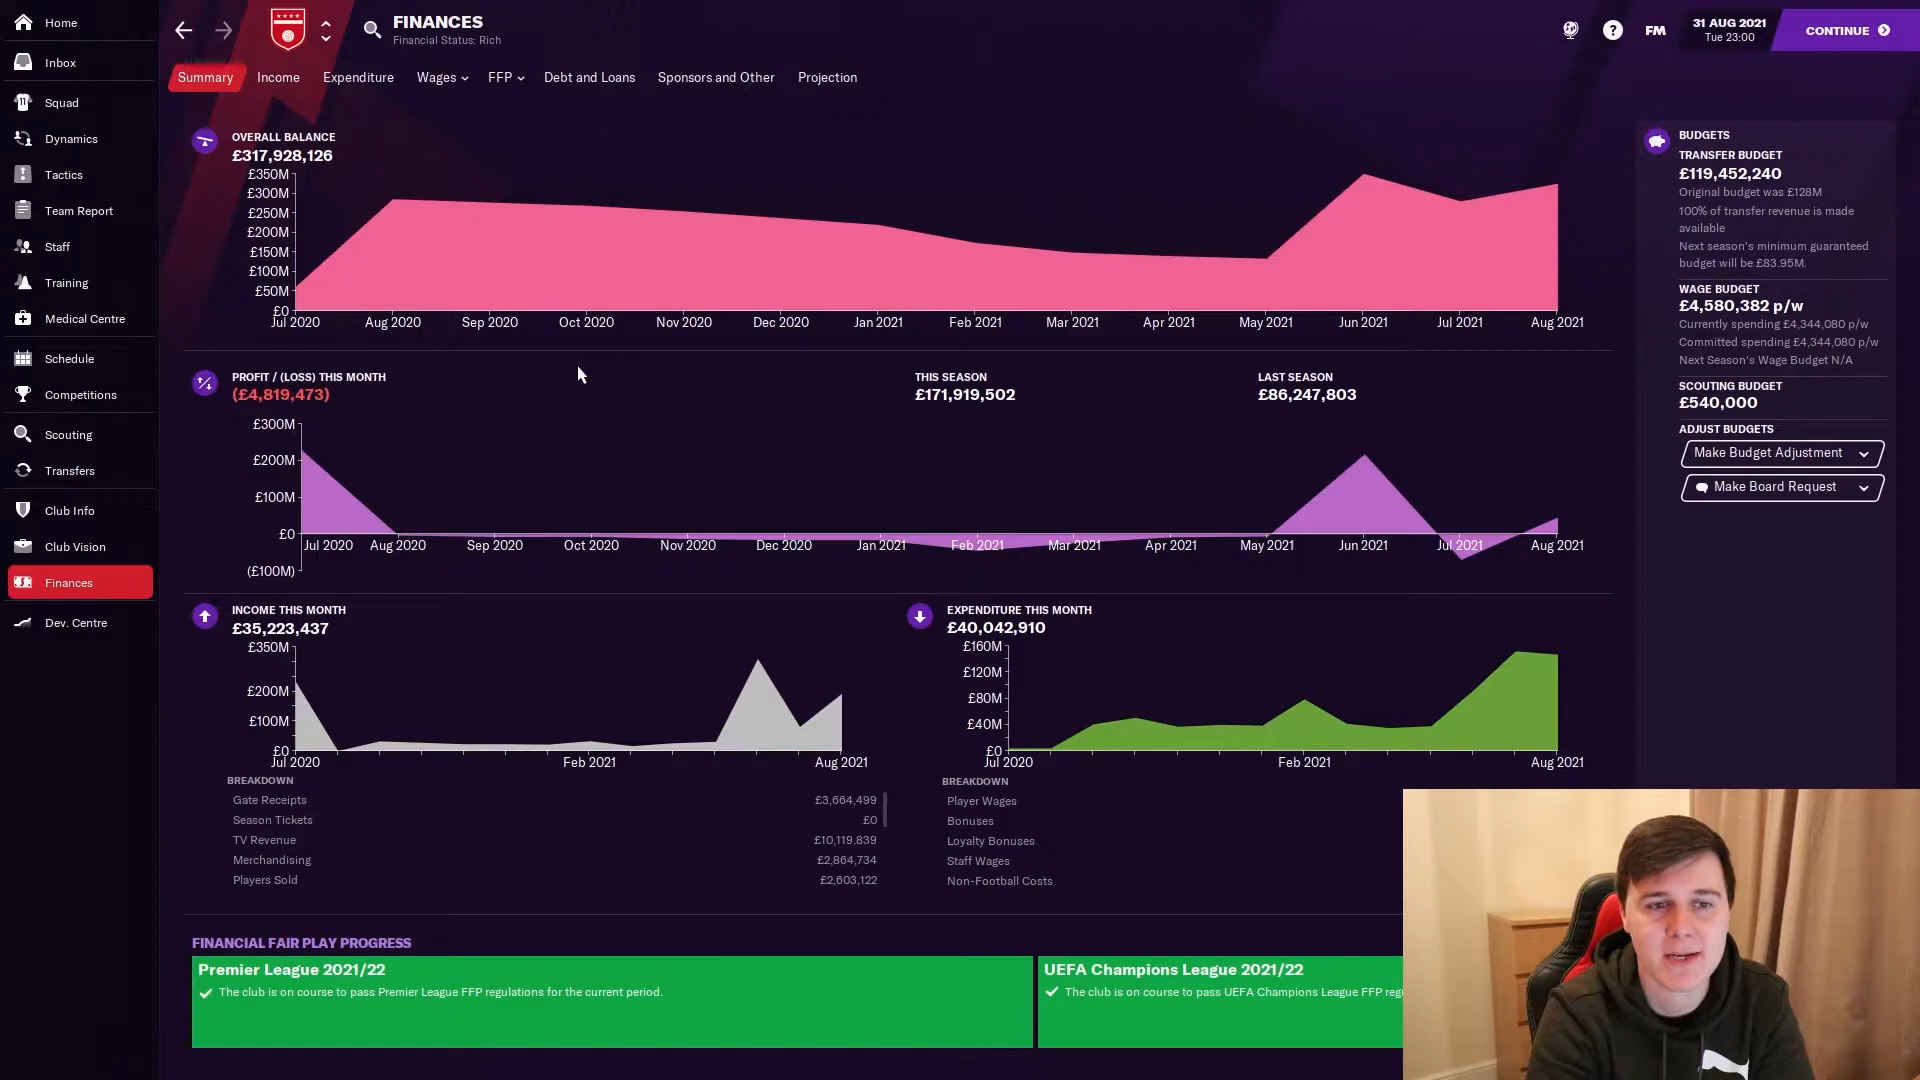 Home
Inbox
Squad
Dynamics
Tactics
Team Report
Staff
Training
Medical Centre
Schedule
Competitions
Scouting
Transfers
Club Info
Club Vision
Finances
Dev. Centre
FINANCES
Financial Status: Rich
FM
31 AUG 2021
Tue 23:00
CONTINUE
Summary
Income
Expenditure
Wages
FFP
Debt and Loans
Sponsors and Other
Projection
OVERALL BALANCE
£317,928,126
£350M
£300M
£250M
£200M
£150M
£100M
£50M
£0
Jul 2020 Aug 2020 Sep 2020 Oct 2020 Nov 2020 Dec 2020 Jan 2021 Feb 2021 Mar 2021 Apr 2021 May 2021 Jun 2021 Jul 2021 Aug 2021
PROFIT / (LOSS) THIS MONTH
(£4,819,473)
THIS SEASON
£171,919,502
LAST SEASON
£86,247,803
£300M
£200M
£100M
£0
(£100M)
Jul 2020 Aug 2020 Sep 2020 Oct 2020 Nov 2020 Dec 2020 Jan 2021 Feb 2021 Mar 2021 Apr 2021 May 2021 Jun 2021 Jul 2021 Aug 2021
INCOME THIS MONTH
£35,223,437
£350M
£200M
£100M
£0
Jul 2020 Feb 2021 Aug 2021
BREAKDOWN
Gate Receipts £3,664,499
Season Tickets £0
TV Revenue £10,119,839
Merchandising £2,864,734
Players Sold £2,603,122
EXPENDITURE THIS MONTH
£40,042,910
£160M
£120M
£80M
£40M
£0
Jul 2020 Feb 2021 Aug 2021
BREAKDOWN
Player Wages
Bonuses
Loyalty Bonuses
Staff Wages
Non-Football Costs
FINANCIAL FAIR PLAY PROGRESS
Premier League 2021/22
The club is on course to pass Premier League FFP regulations for the current period.
UEFA Champions League 2021/22
The club is on course to pass UEFA Champions League FFP reg
BUDGETS
TRANSFER BUDGET
£119,452,240
Original budget was £128M
100% of transfer revenue is made
available
Next season's minimum guaranteed
budget will be £83.95M.
WAGE BUDGET
£4,580,382 p/w
Currently spending £4,344,080 p/w
Committed spending £4,344,080 p/w
Next Season's Wage Budget N/A
SCOUTING BUDGET
£540,000
ADJUST BUDGETS
Make Budget Adjustment
Make Board Request